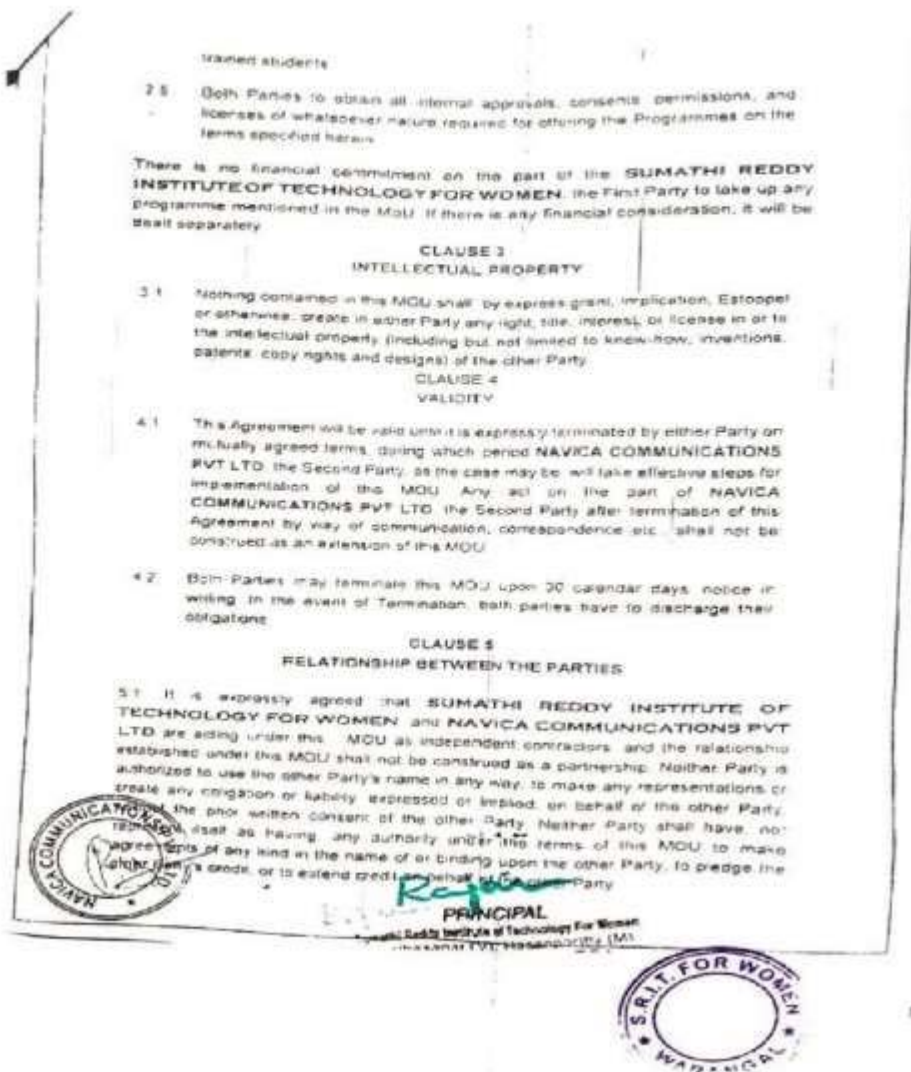 trained students
2.5 Both Parties to obtain all internal approvals, consents, permissions, and
licenses of whatsoever nature required for offering the Programmes on the
terms specified herein
There is no financial commitment on the part of the SUMATHI REDDY
INSTITUTE OF TECHNOLOGY FOR WOMEN, the First Party to take up any
programme mentioned in the MoU. If there is any financial consideration, it will be
dealt separately
CLAUSE 3
INTELLECTUAL PROPERTY
3.1 Nothing contained in this MOU shall, by express grant, implication, Estoppel
or otherwise, create in either Party any right, title, interest, or license in or to
the intellectual property (including but not limited to know-how, inventions,
patents, copy rights and designs) of the other Party
CLAUSE 4
VALIDITY
4.1 This Agreement will be valid until it is expressly terminated by either Party on
mutually agreed terms, during which period NAVICA COMMUNICATIONS
PVT LTD, the Second Party, as the case may be, will take effective steps for
implementation of this MOU. Any act on the part of NAVICA
COMMUNICATIONS PVT LTD, the Second Party after termination of this
Agreement by way of communication, correspondence etc., shall not be
construed as an extension of this MOU
4.2 Both Parties may terminate this MOU upon 30 calendar days notice in
writing. In the event of Termination, both parties have to discharge their
obligations
CLAUSE 5
RELATIONSHIP BETWEEN THE PARTIES
5.1 It is expressly agreed that SUMATHI REDDY INSTITUTE OF
TECHNOLOGY FOR WOMEN and NAVICA COMMUNICATIONS PVT
LTD are aiding under this MOU as independent contractors, and the relationship
established under this MOU shall not be construed as a partnership. Neither Party is
authorized to use the other Party's name in any way, to make any representations or
create any obligation or liability, expressed or implied, on behalf of the other Party,
the prior written consent of the other Party. Neither Party shall have, nor
itself as having, any authority under the terms of this MOU to make
of any kind in the name of or binding upon the other Party, to pledge the
credit, or to extend credit on behalf of Party
NAVICA COMMUNICATIONS PVT LTD
PRINCIPAL
Reddy Institute of Technology For Women
S.R.I.T. FOR WOMEN
WARANGAL